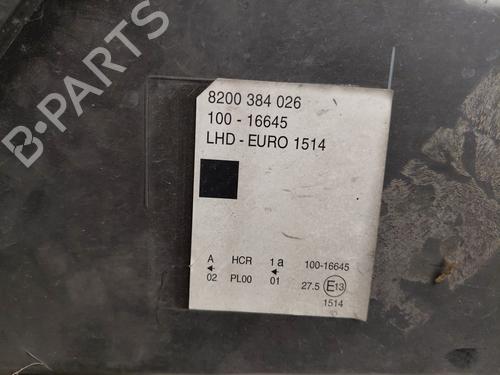 B-PARTS
8200 384 026
100 - 16645
LHD - EURO 1514
A HCR 1a 100-16645
02 PL00 01 27.5 E13
1514